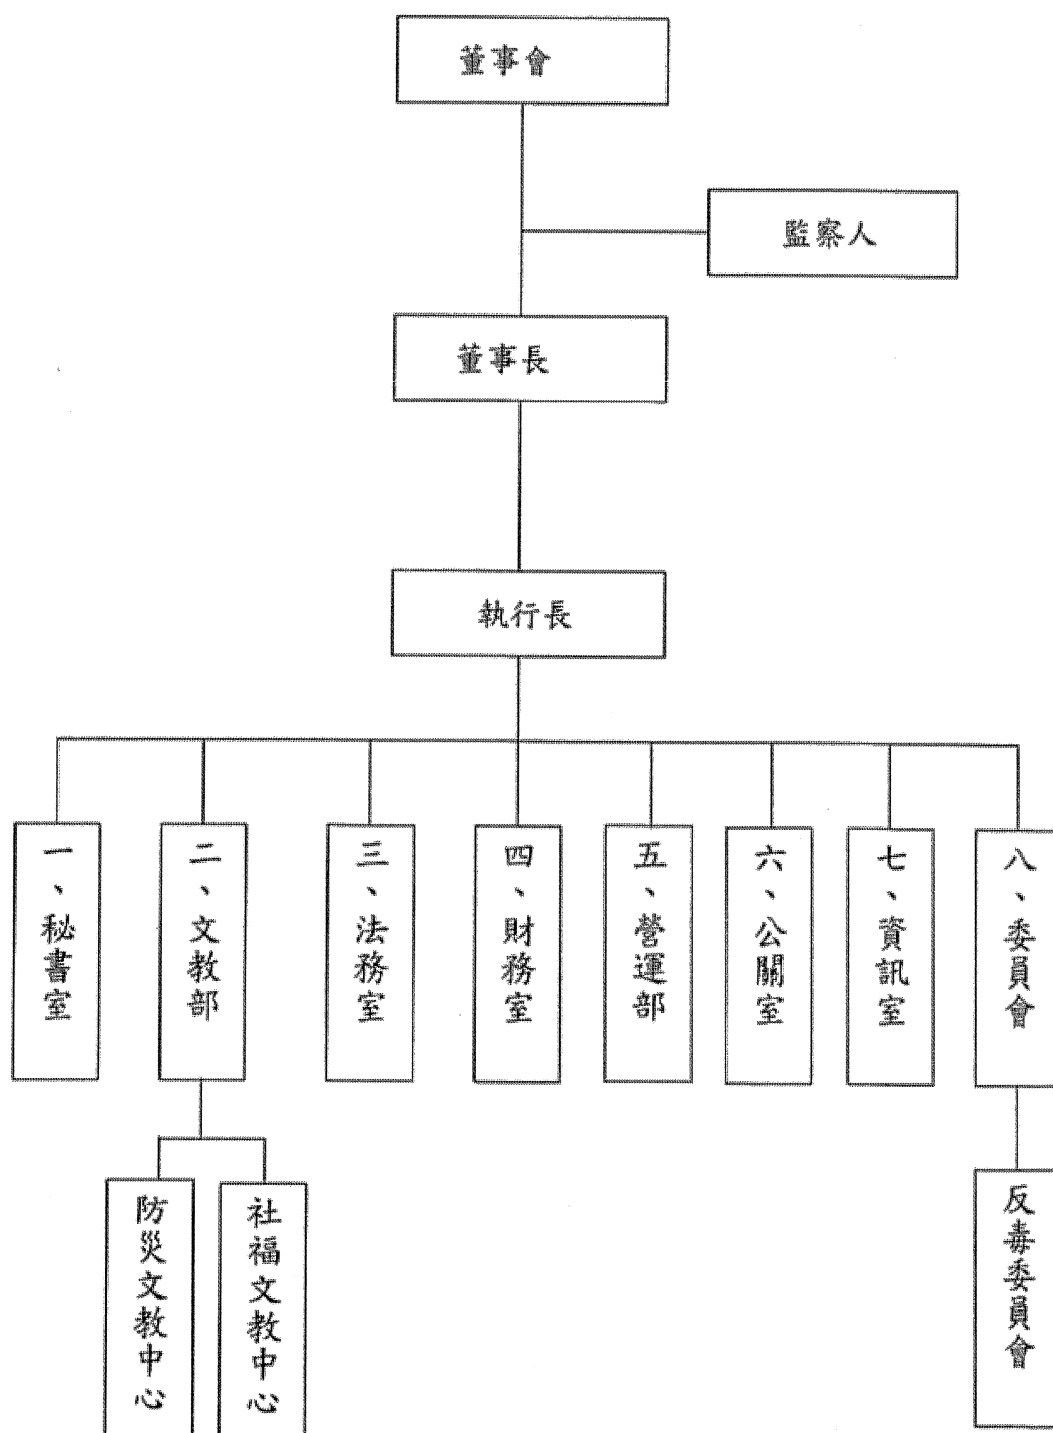 董事會
監察人
董事長
執行長
一、秘書室
二、文教部
三、法務室
四、財務室
五、營運部
六、公關室
七、資訊室
八、委員會
防災文教中心
社福文教中心
反毒委員會